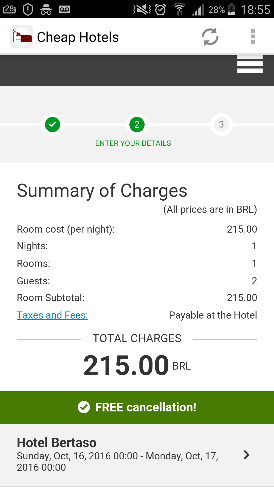 28% 18:55
Cheap Hotels
2
3
ENTER YOUR DETAILS
Summary of Charges
(All prices are in BRL)
Room cost (per night): 215.00
Nights: 1
Rooms: 1
Guests: 2
Room Subtotal: 215.00
Taxes and Fees: Payable at the Hotel
TOTAL CHARGES
215.00 BRL
FREE cancellation!
Hotel Bertaso
Sunday, Oct, 16, 2016 00:00 - Monday, Oct, 17,
2016 00:00